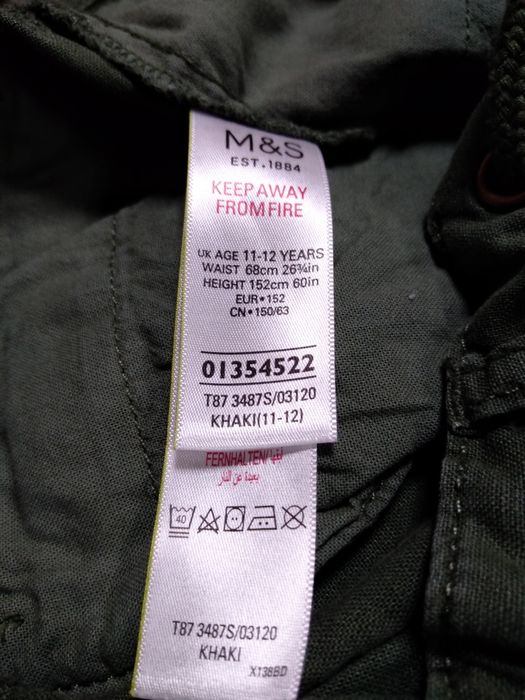 M&S
EST. 1884
KEEP AWAY
FROM FIRE
UK AGE 11-12 YEARS
WAIST 68cm 26¾in
HEIGHT 152cm 60in
EUR•152
CN•150/63
01354522
T87 3487S/03120
KHAKI(11-12)
FERNHALTEN/
بعيدة عن النار
40
T87 3487S/03120
KHAKI
X138BD